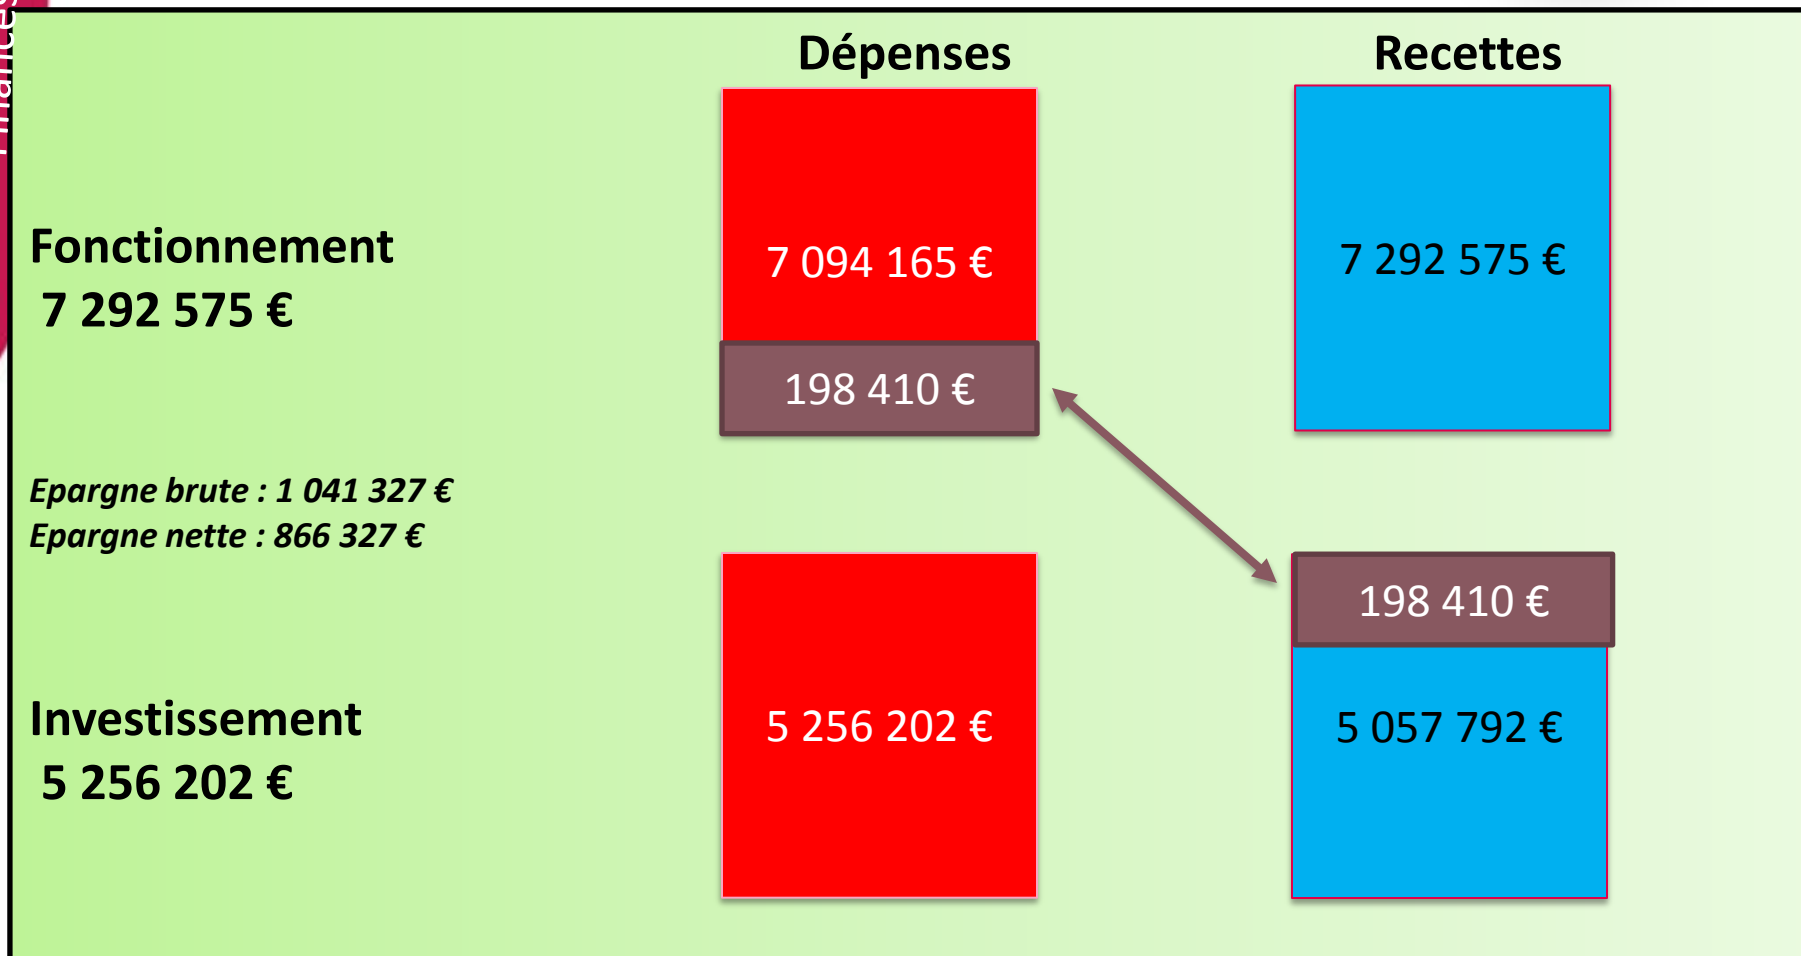 Finances
Dépenses
Recettes
Fonctionnement
7 292 575 €
7 094 165 €
7 292 575 €
198 410 €
Epargne brute : 1 041 327 €
Epargne nette : 866 327 €
198 410 €
Investissement
5 256 202 €
5 256 202 €
5 057 792 €